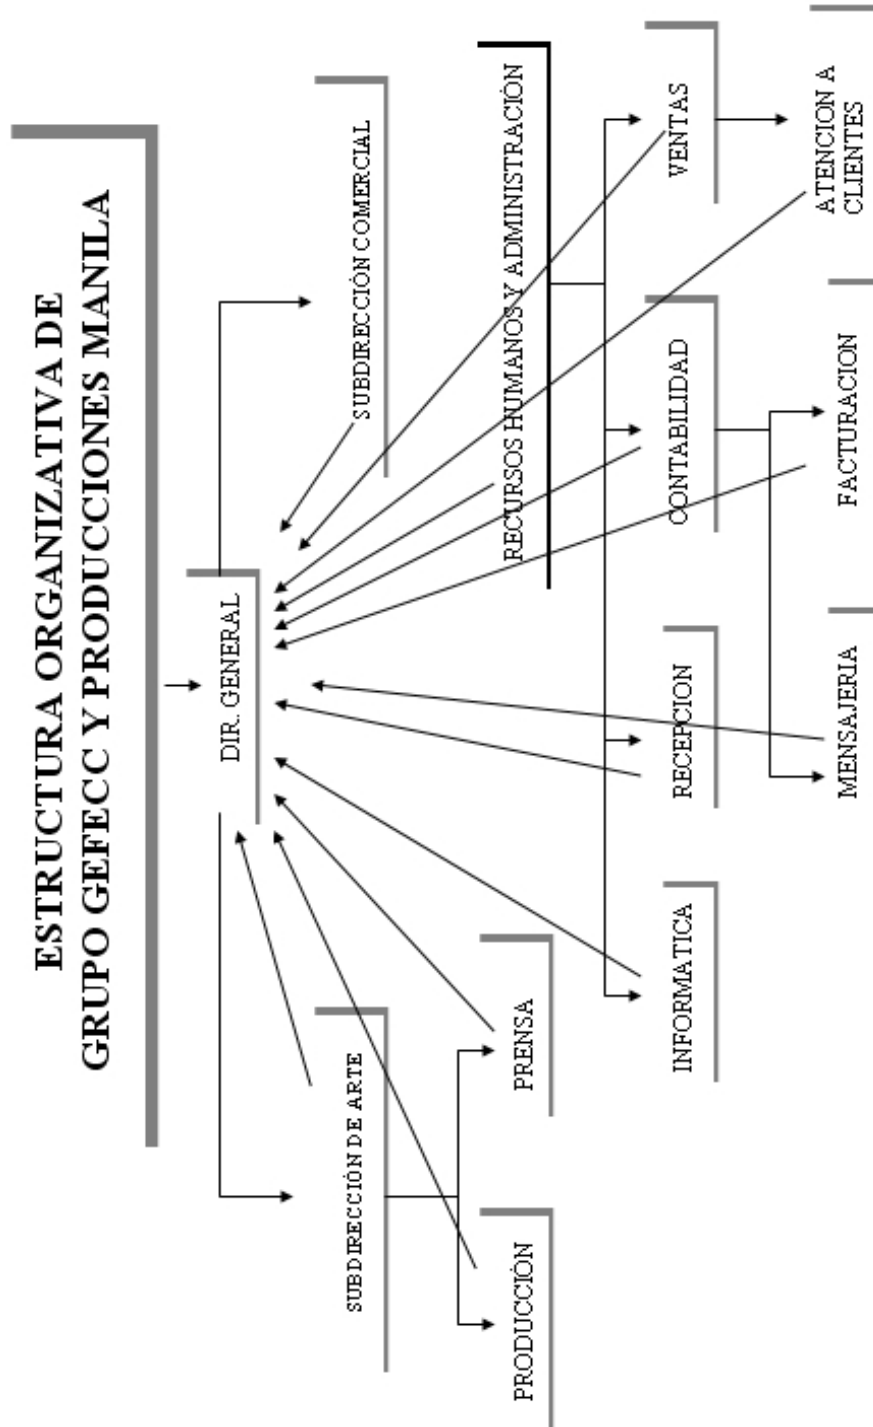 ESTRUCTURA ORGANIZATIVA DE
GRUPO GEFECC Y PRODUCCIONES MANILA
DIR. GENERAL
SUBDIRECCIÓN DE ARTE
SUBDIRECCIÓN COMERCIAL
PRODUCCIÓN
PRENSA
RECURSOS HUMANOS Y ADMINISTRACIÓN
INFORMATICA
RECEPCION
CONTABILIDAD
VENTAS
MENSAJERIA
FACTURACION
ATENCION A
CLIENTES